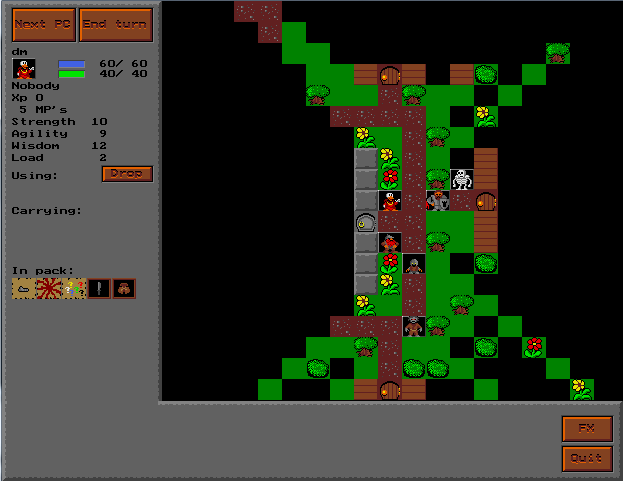 Next PC End turn
dm
60/ 60
40/ 40
Nobody
Xp 0
5 MP's
Strength 10
Agility 9
Wisdom 12
Load 2
Using: Drop
Carrying:
In pack:
FX
Quit